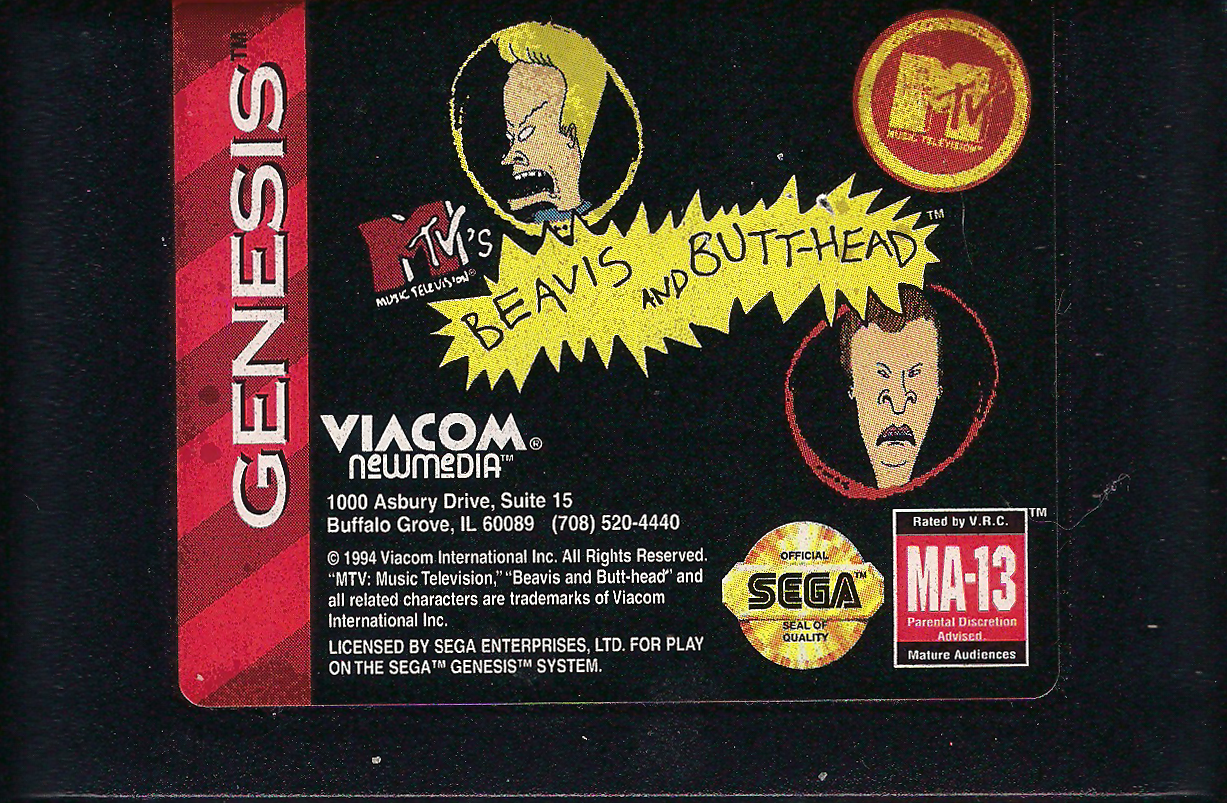 GENESIS™
MTV
MUSIC TELEVISION™
MTV's
MUSIC TELEVISION®
BEAVIS AND BUTT-HEAD™
VIACOM®
NEWMEDIA™
1000 Asbury Drive, Suite 15
Buffalo Grove, IL 60089 (708) 520-4440
© 1994 Viacom International Inc. All Rights Reserved.
"MTV: Music Television," "Beavis and Butt-head" and
all related characters are trademarks of Viacom
International Inc.
LICENSED BY SEGA ENTERPRISES, LTD. FOR PLAY
ON THE SEGA™ GENESIS™ SYSTEM.
OFFICIAL
SEGA™
SEAL OF
QUALITY
TM
Rated by V.R.C.
MA-13
Parental Discretion
Advised.
Mature Audiences